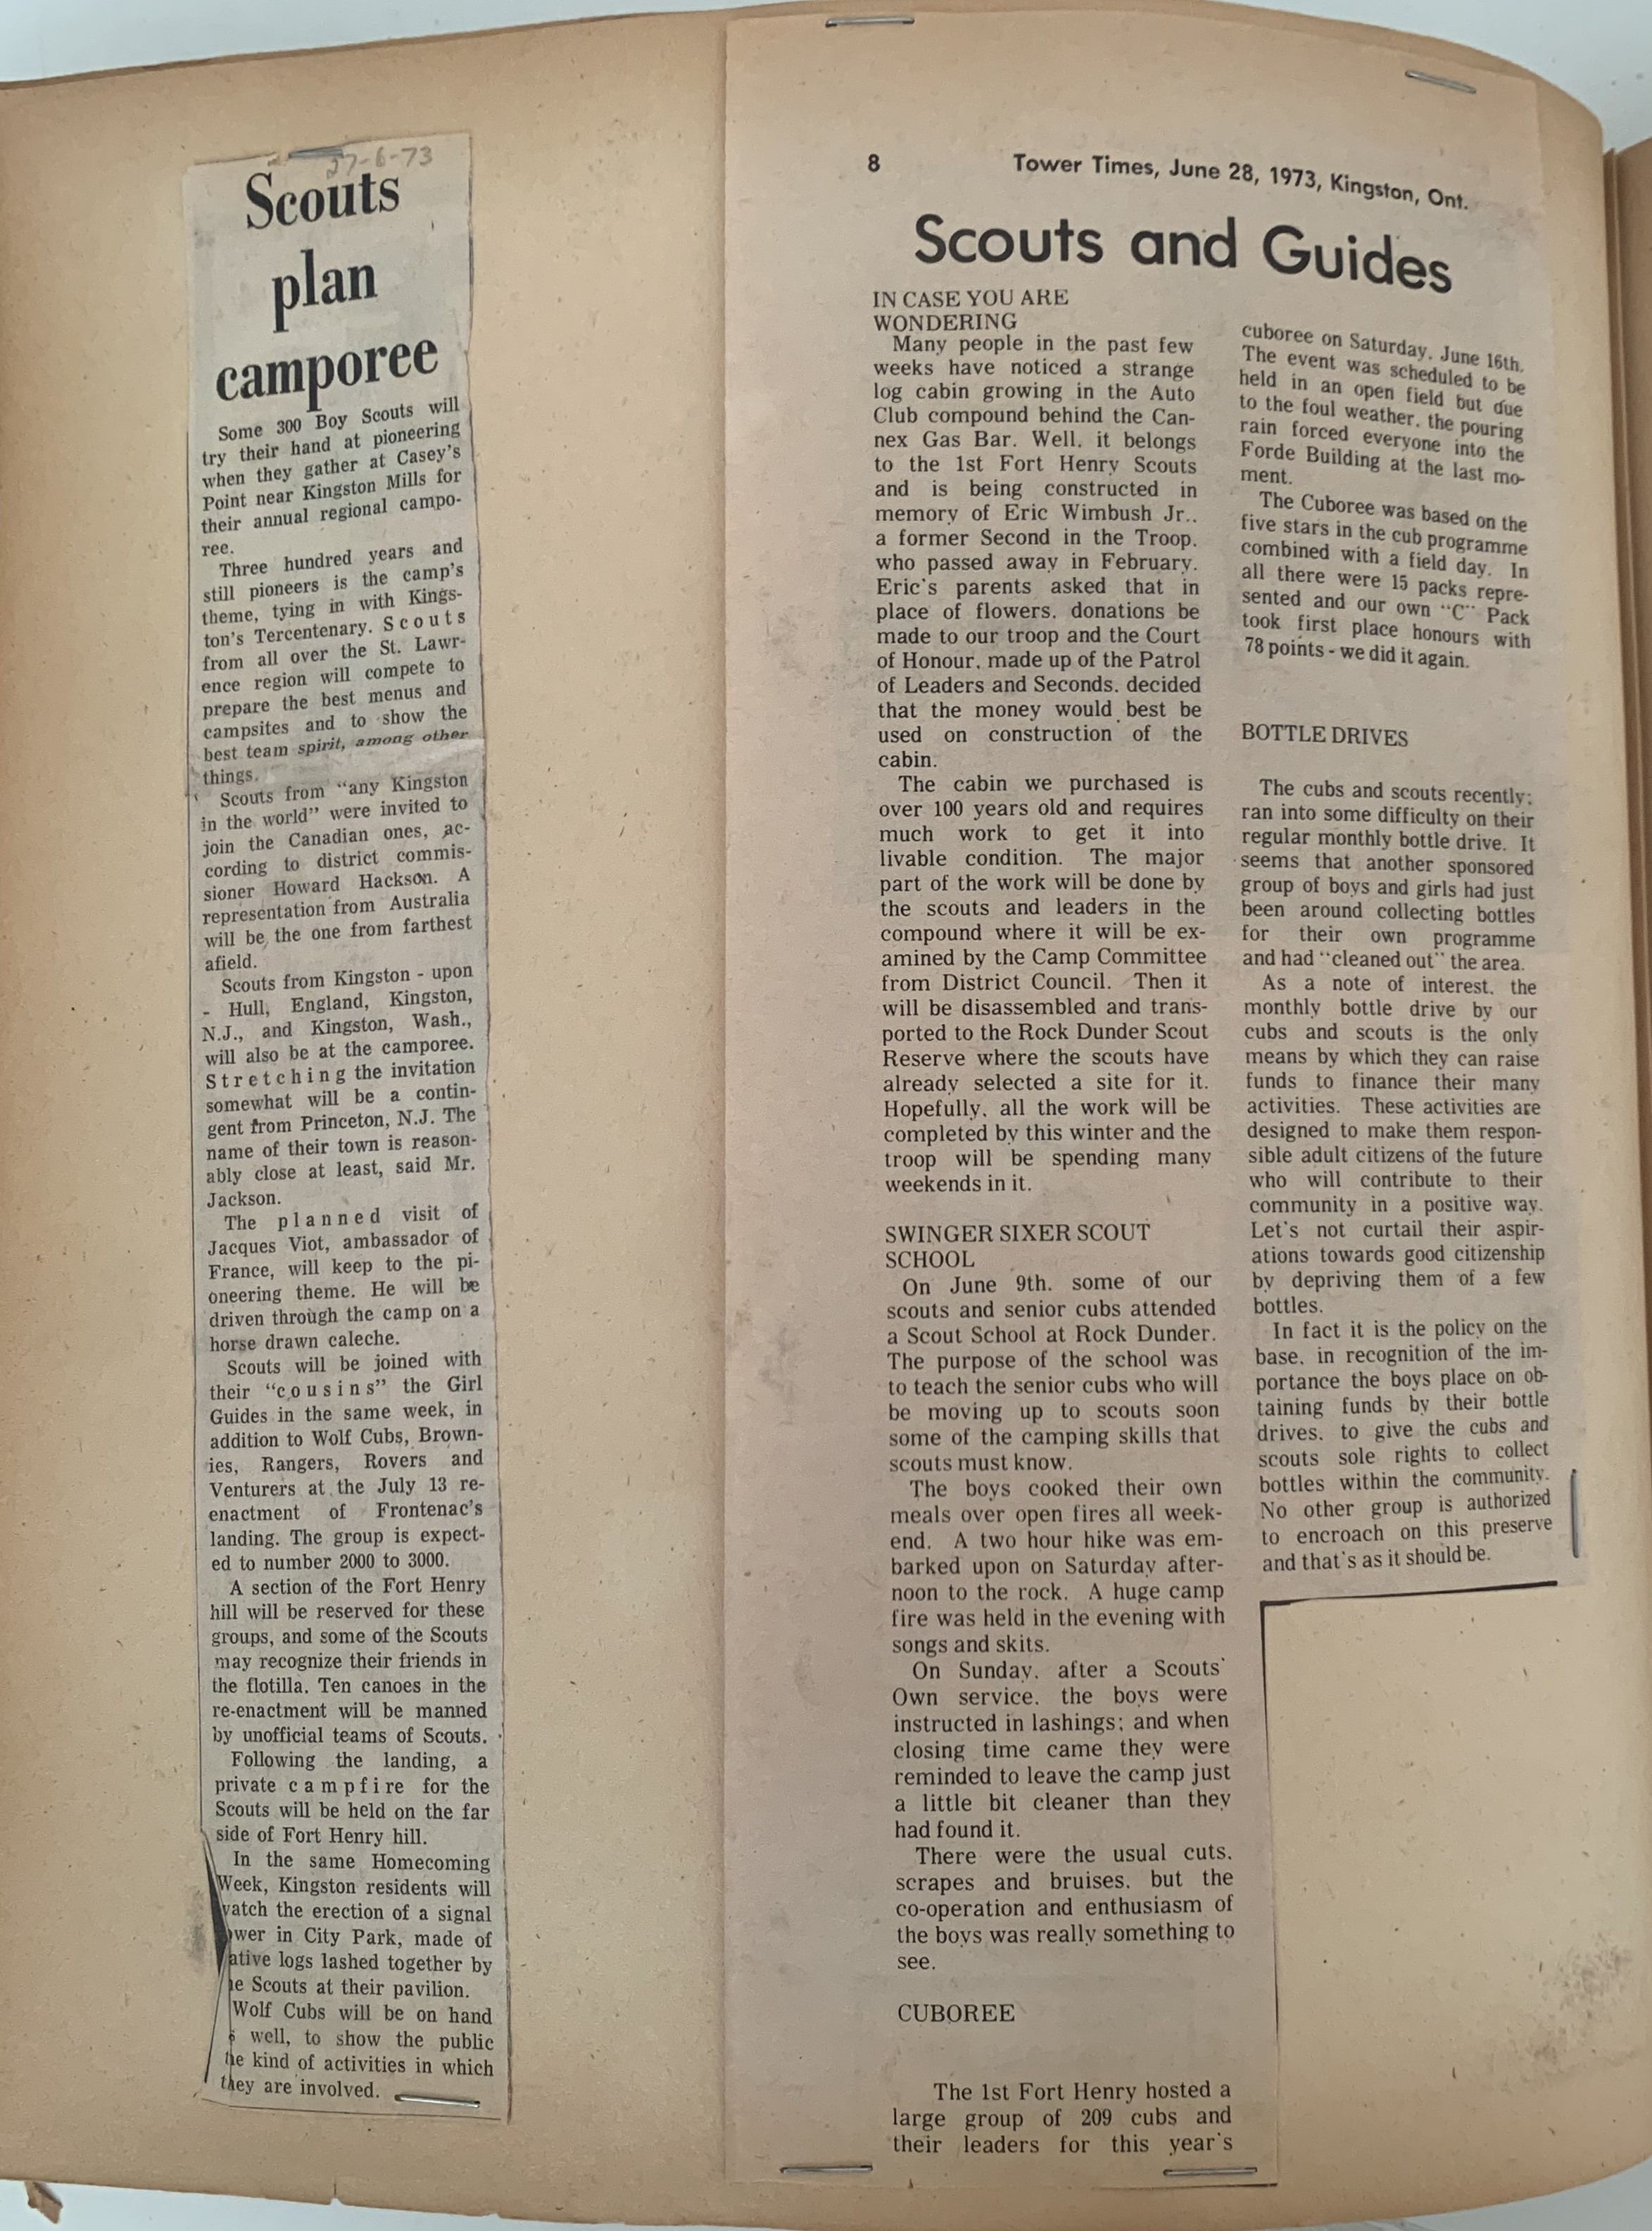 27-6-73
Scouts
plan
camporee
Some 300 Boy Scouts will
try their hand at pioneering
when they gather at Casey's
Point near Kingston Mills for
their annual regional campo-
ree.
Three hundred years and
still pioneers is the camp's
theme, tying in with Kings-
ton's Tercentenary. Scouts
from all over the St. Lawr-
ence region will compete to
prepare the best menus and
campsites and to show the
best team spirit, among other
things.
Scouts from "any Kingston
in the world" were invited to
join the Canadian ones, ac-
cording to district commis-
sioner Howard Hackson. A
representation from Australia
will be the one from farthest
afield.
Scouts from Kingston - upon
- Hull, England, Kingston,
N.J., and Kingston, Wash.,
will also be at the camporee.
Stretching the invitation
somewhat will be a contin-
gent from Princeton, N.J. The
name of their town is reason-
ably close at least, said Mr.
Jackson.
The planned visit of
Jacques Viot, ambassador of
France, will keep to the pi-
oneering theme. He will be
driven through the camp on a
horse drawn caleche.
Scouts will be joined with
their "cousins" the Girl
Guides in the same week, in
addition to Wolf Cubs, Brown-
ies, Rangers, Rovers and
Venturers at the July 13 re-
enactment of Frontenac's
landing. The group is expect-
ed to number 2000 to 3000.
A section of the Fort Henry
hill will be reserved for these
groups, and some of the Scouts
may recognize their friends in
the flotilla. Ten canoes in the
re-enactment will be manned
by unofficial teams of Scouts.
Following the landing, a
private campfire for the
Scouts will be held on the far
side of Fort Henry hill.
In the same Homecoming
Week, Kingston residents will
watch the erection of a signal
ower in City Park, made of
ative logs lashed together by
he Scouts at their pavilion.
Wolf Cubs will be on hand
s well, to show the public
the kind of activities in which
they are involved.
8 Tower Times, June 28, 1973, Kingston, Ont.
Scouts and Guides
IN CASE YOU ARE
WONDERING
Many people in the past few
weeks have noticed a strange
log cabin growing in the Auto
Club compound behind the Can-
nex Gas Bar. Well, it belongs
to the 1st Fort Henry Scouts
and is being constructed in
memory of Eric Wimbush Jr..
a former Second in the Troop,
who passed away in February.
Eric's parents asked that in
place of flowers, donations be
made to our troop and the Court
of Honour, made up of the Patrol
of Leaders and Seconds, decided
that the money would best be
used on construction of the
cabin.
The cabin we purchased is
over 100 years old and requires
much work to get it into
livable condition. The major
part of the work will be done by
the scouts and leaders in the
compound where it will be ex-
amined by the Camp Committee
from District Council. Then it
will be disassembled and trans-
ported to the Rock Dunder Scout
Reserve where the scouts have
already selected a site for it.
Hopefully, all the work will be
completed by this winter and the
troop will be spending many
weekends in it.
SWINGER SIXER SCOUT
SCHOOL
On June 9th, some of our
scouts and senior cubs attended
a Scout School at Rock Dunder.
The purpose of the school was
to teach the senior cubs who will
be moving up to scouts soon
some of the camping skills that
scouts must know.
The boys cooked their own
meals over open fires all week-
end. A two hour hike was em-
barked upon on Saturday after-
noon to the rock. A huge camp
fire was held in the evening with
songs and skits.
On Sunday, after a Scouts'
Own service, the boys were
instructed in lashings; and when
closing time came they were
reminded to leave the camp just
a little bit cleaner than they
had found it.
There were the usual cuts,
scrapes and bruises, but the
co-operation and enthusiasm of
the boys was really something to
see.
CUBOREE
The 1st Fort Henry hosted a
large group of 209 cubs and
their leaders for this year's
cuboree on Saturday, June 16th.
The event was scheduled to be
held in an open field but due
to the foul weather, the pouring
rain forced everyone into the
Forde Building at the last mo-
ment.
The Cuboree was based on the
five stars in the cub programme
combined with a field day. In
all there were 15 packs repre-
sented and our own "C" Pack
took first place honours with
78 points - we did it again.
BOTTLE DRIVES
The cubs and scouts recently
ran into some difficulty on their
regular monthly bottle drive. It
seems that another sponsored
group of boys and girls had just
been around collecting bottles
for their own programme
and had "cleaned out" the area.
As a note of interest, the
monthly bottle drive by our
cubs and scouts is the only
means by which they can raise
funds to finance their many
activities. These activities are
designed to make them respon-
sible adult citizens of the future
who will contribute to their
community in a positive way.
Let's not curtail their aspir-
ations towards good citizenship
by depriving them of a few
bottles.
In fact it is the policy on the
base, in recognition of the im-
portance the boys place on ob-
taining funds by their bottle
drives, to give the cubs and
scouts sole rights to collect
bottles within the community.
No other group is authorized
to encroach on this preserve
and that's as it should be.